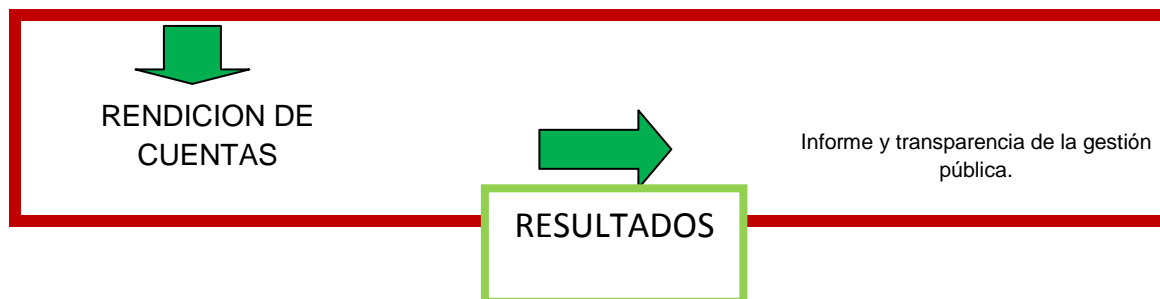 RENDICION DE
CUENTAS
Informe y transparencia de la gestión
pública.
RESULTADOS